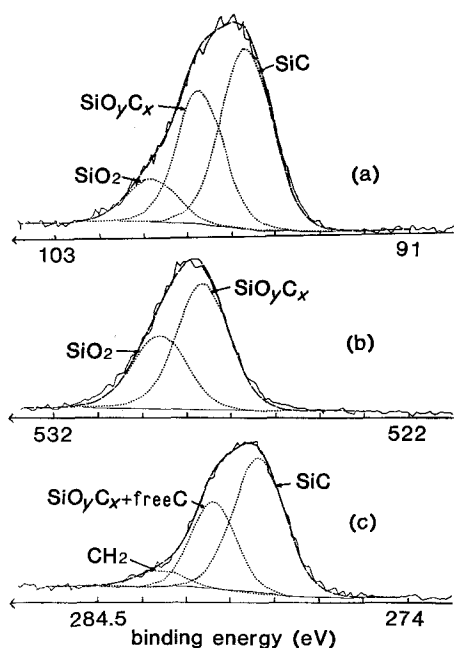 SiC
SiOyCx
SiO2
(a)
103 91
SiOyCx
SiO2
(b)
532 522
SiC
SiOyCx+freeC
(c)
CH2
284.5 274
binding energy (eV)